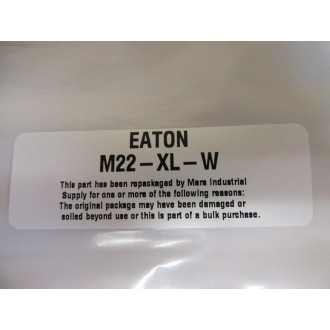 EATON
M22-XL-W
This part has been repackaged by Mara Industrial
Supply for one or more of the following reasons:
The original package may have been damaged or
soiled beyond use or this is part of a bulk purchase.